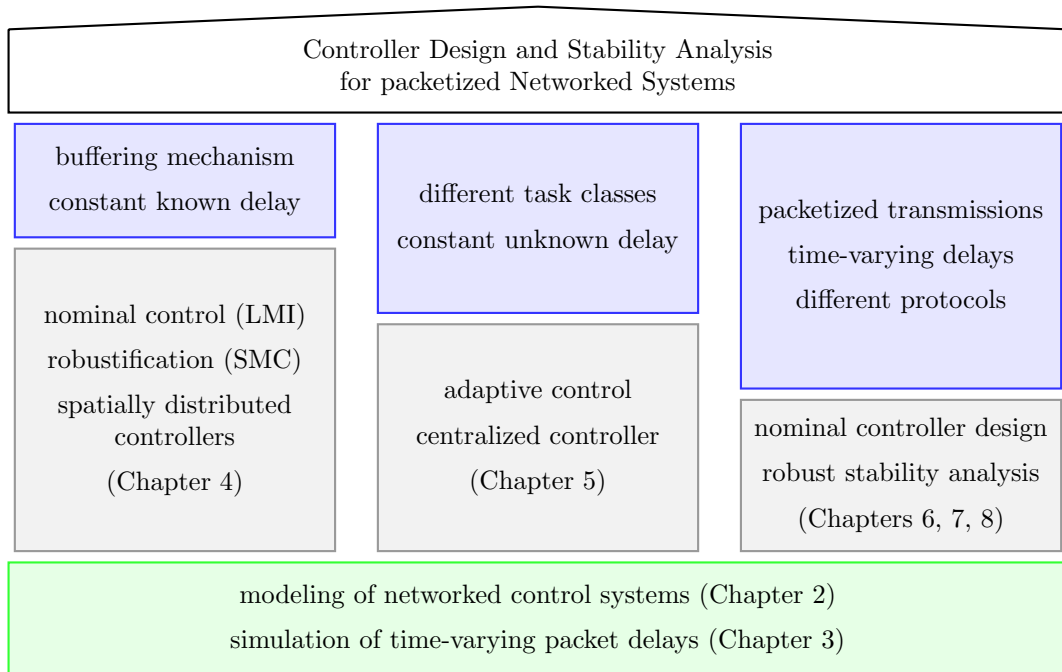 Controller Design and Stability Analysis
for packetized Networked Systems
buffering mechanism
constant known delay
nominal control (LMI)
robustification (SMC)
spatially distributed
controllers
(Chapter 4)
different task classes
constant unknown delay
adaptive control
centralized controller
(Chapter 5)
packetized transmissions
time-varying delays
different protocols
nominal controller design
robust stability analysis
(Chapters 6, 7, 8)
modeling of networked control systems (Chapter 2)
simulation of time-varying packet delays (Chapter 3)